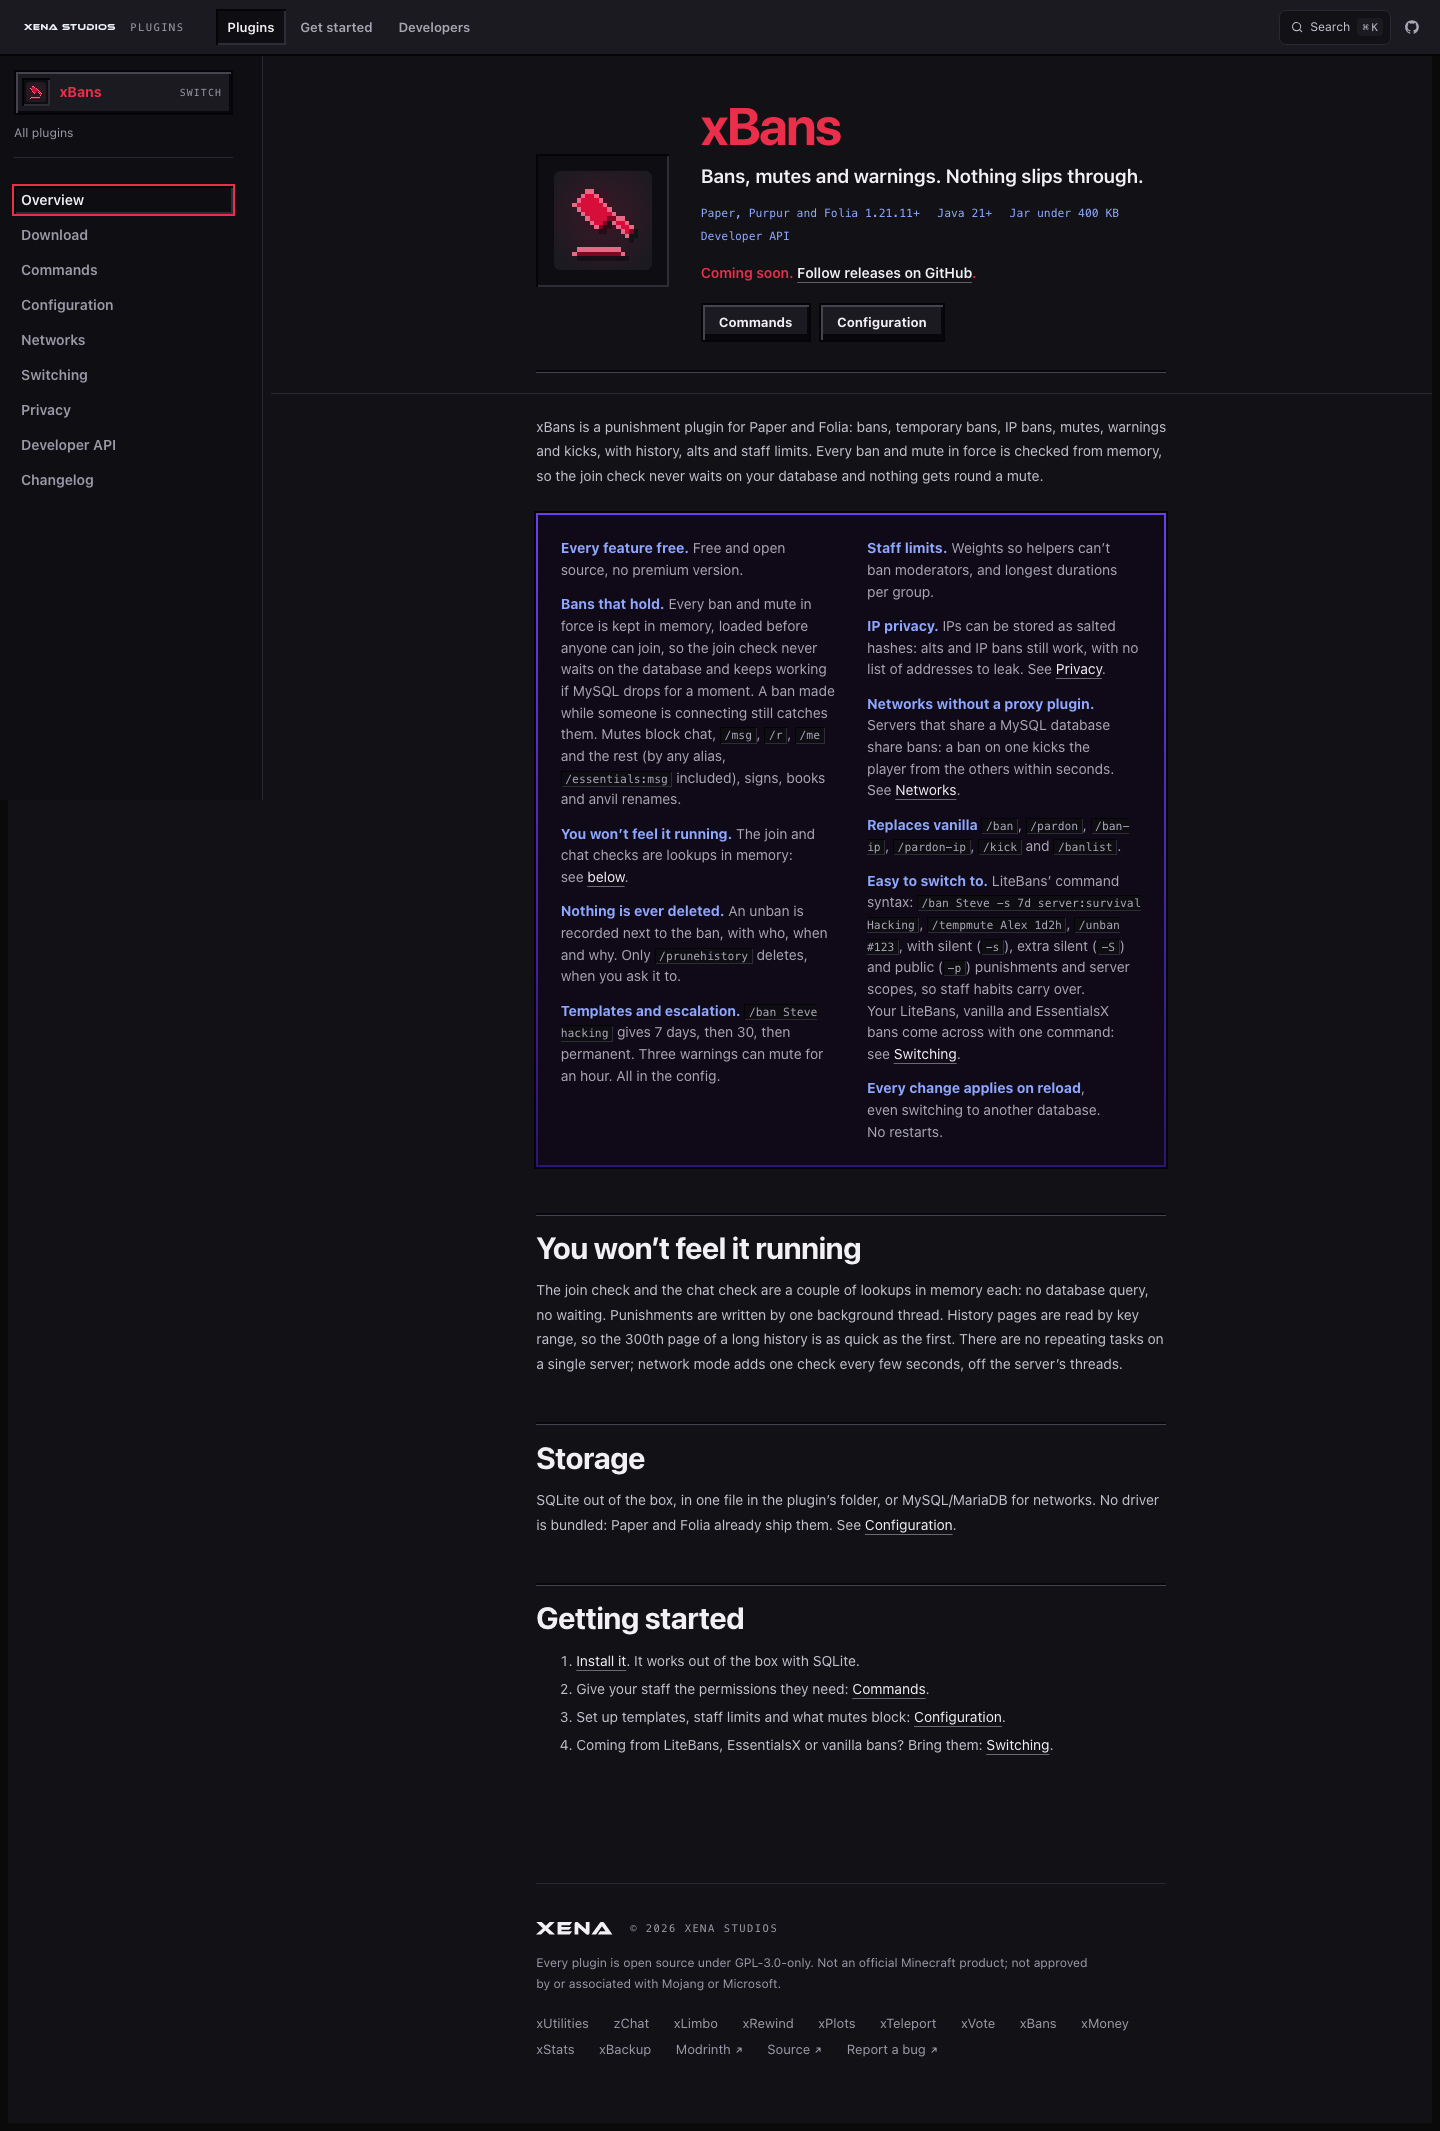 XENA STUDIOS PLUGINS Plugins Get started Developers Search ⌘K
xBans SWITCH
All plugins
Overview
Download
Commands
Configuration
Networks
Switching
Privacy
Developer API
Changelog
xBans
Bans, mutes and warnings. Nothing slips through.
Paper, Purpur and Folia 1.21.11+ Java 21+ Jar under 400 KB
Developer API
Coming soon. Follow releases on GitHub.
Commands Configuration
xBans is a punishment plugin for Paper and Folia: bans, temporary bans, IP bans, mutes, warnings
and kicks, with history, alts and staff limits. Every ban and mute in force is checked from memory,
so the join check never waits on your database and nothing gets round a mute.
Every feature free. Free and open
source, no premium version.
Bans that hold. Every ban and mute in
force is kept in memory, loaded before
anyone can join, so the join check never
waits on the database and keeps working
if MySQL drops for a moment. A ban made
while someone is connecting still catches
them. Mutes block chat, /msg, /r, /me
and the rest (by any alias,
/essentials:msg included), signs, books
and anvil renames.
You won’t feel it running. The join and
chat checks are lookups in memory:
see below.
Nothing is ever deleted. An unban is
recorded next to the ban, with who, when
and why. Only /prunehistory deletes,
when you ask it to.
Templates and escalation. /ban Steve
hacking gives 7 days, then 30, then
permanent. Three warnings can mute for
an hour. All in the config.
Staff limits. Weights so helpers can’t
ban moderators, and longest durations
per group.
IP privacy. IPs can be stored as salted
hashes: alts and IP bans still work, with no
list of addresses to leak. See Privacy.
Networks without a proxy plugin.
Servers that share a MySQL database
share bans: a ban on one kicks the
player from the others within seconds.
See Networks.
Replaces vanilla /ban, /pardon, /ban-
ip, /pardon-ip, /kick and /banlist.
Easy to switch to. LiteBans’ command
syntax: /ban Steve -s 7d server:survival
Hacking, /tempmute Alex 1d2h, /unban
#123, with silent (-s), extra silent (-S)
and public (-p) punishments and server
scopes, so staff habits carry over.
Your LiteBans, vanilla and EssentialsX
bans come across with one command:
see Switching.
Every change applies on reload,
even switching to another database.
No restarts.
You won’t feel it running
The join check and the chat check are a couple of lookups in memory each: no database query,
no waiting. Punishments are written by one background thread. History pages are read by key
range, so the 300th page of a long history is as quick as the first. There are no repeating tasks on
a single server; network mode adds one check every few seconds, off the server’s threads.
Storage
SQLite out of the box, in one file in the plugin’s folder, or MySQL/MariaDB for networks. No driver
is bundled: Paper and Folia already ship them. See Configuration.
Getting started
1. Install it. It works out of the box with SQLite.
2. Give your staff the permissions they need: Commands.
3. Set up templates, staff limits and what mutes block: Configuration.
4. Coming from LiteBans, EssentialsX or vanilla bans? Bring them: Switching.
XENA © 2026 XENA STUDIOS
Every plugin is open source under GPL-3.0-only. Not an official Minecraft product; not approved
by or associated with Mojang or Microsoft.
xUtilities zChat xLimbo xRewind xPlots xTeleport xVote xBans xMoney
xStats xBackup Modrinth ↗ Source ↗ Report a bug ↗